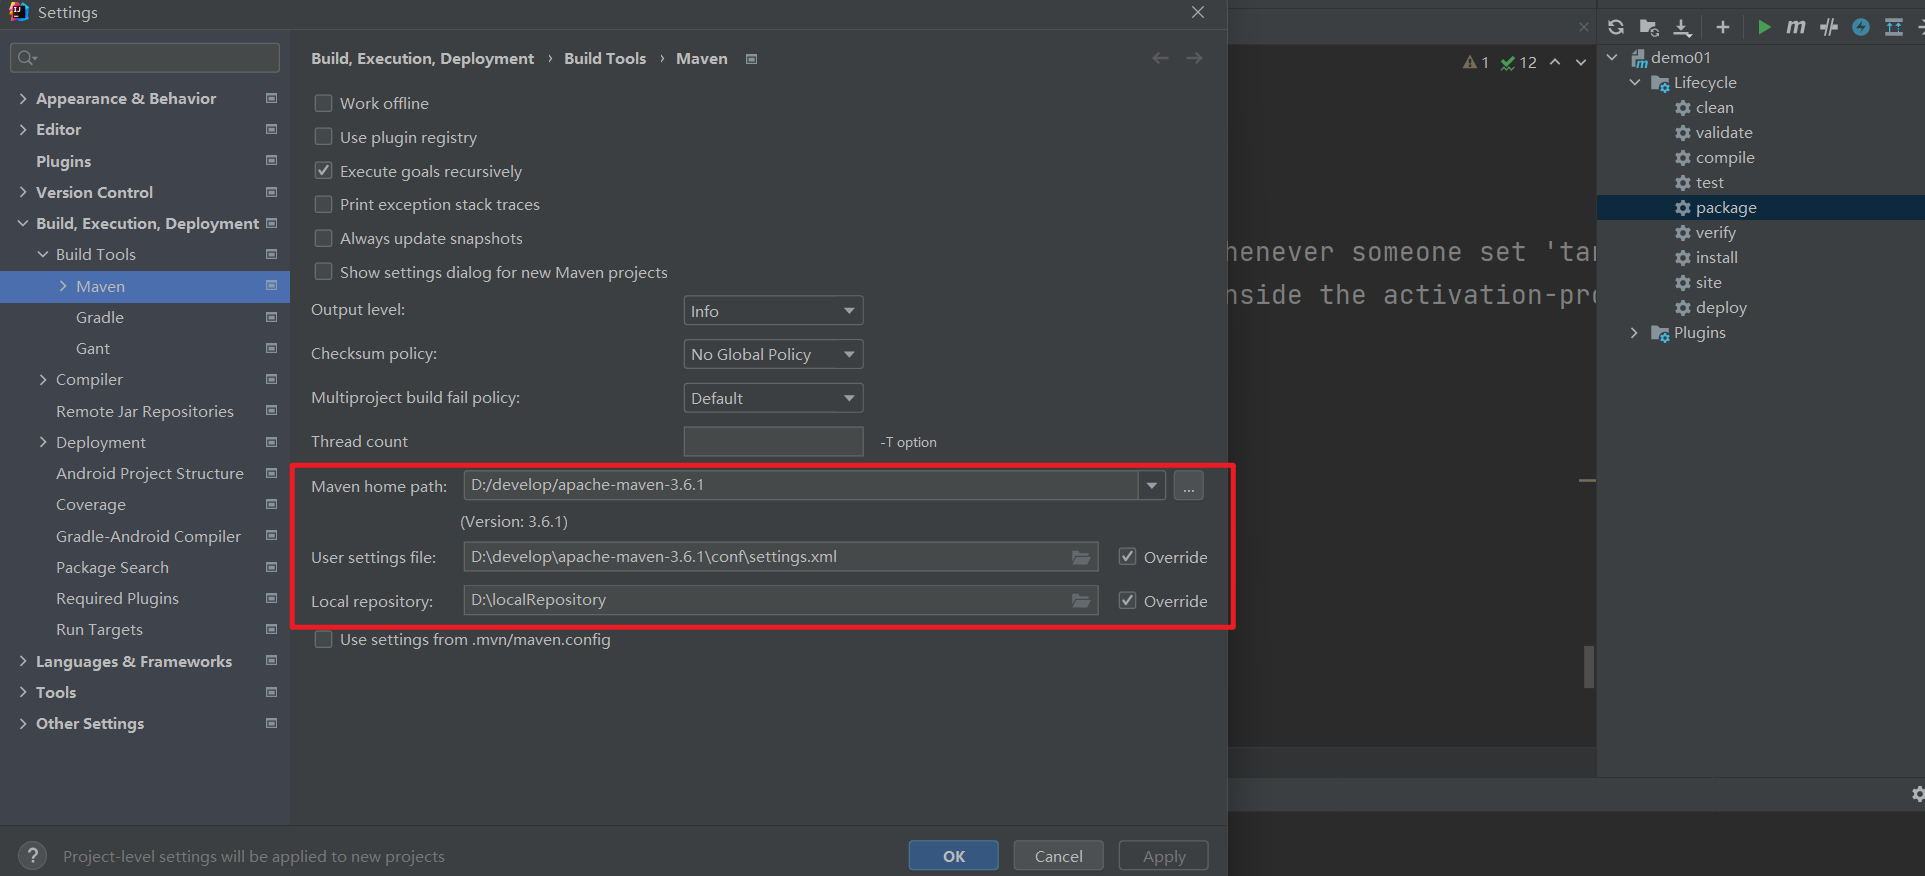 Settings
Appearance & Behavior
Editor
Plugins
Version Control
Build, Execution, Deployment
Build Tools
Maven
Gradle
Gant
Compiler
Remote Jar Repositories
Deployment
Android Project Structure
Coverage
Gradle-Android Compiler
Package Search
Required Plugins
Run Targets
Languages & Frameworks
Tools
Other Settings
Build, Execution, Deployment › Build Tools › Maven
Work offline
Use plugin registry
Execute goals recursively
Print exception stack traces
Always update snapshots
Show settings dialog for new Maven projects
Output level: Info
Checksum policy: No Global Policy
Multiproject build fail policy: Default
Thread count -T option
Maven home path: D:/develop/apache-maven-3.6.1 ...
(Version: 3.6.1)
User settings file: D:\develop\apache-maven-3.6.1\conf\settings.xml Override
Local repository: D:\localRepository Override
Use settings from .mvn/maven.config
? Project-level settings will be applied to new projects
OK Cancel Apply
1 12
henever someone set 'tar
nside the activation-pro
m
demo01
Lifecycle
clean
validate
compile
test
package
verify
install
site
deploy
Plugins